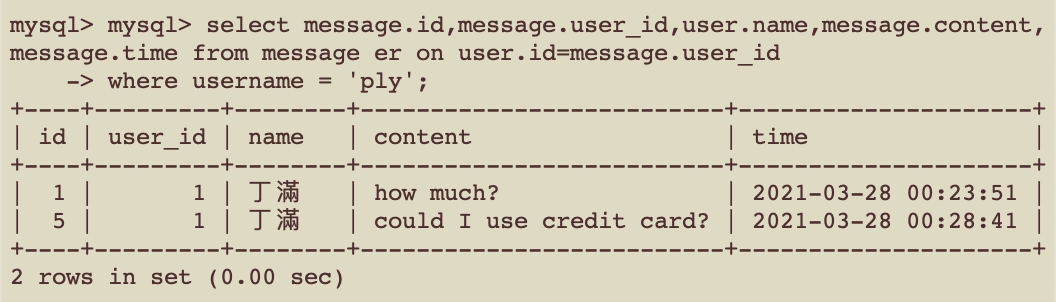 mysql> mysql> select message.id,message.user_id,user.name,message.content,
message.time from message er on user.id=message.user_id
    -> where username = 'ply';
+----+---------+--------+--------------------------+---------------------+
| id | user_id | name   | content                  | time                |
+----+---------+--------+--------------------------+---------------------+
|  1 |       1 | 丁滿   | how much?                | 2021-03-28 00:23:51 |
|  5 |       1 | 丁滿   | could I use credit card? | 2021-03-28 00:28:41 |
+----+---------+--------+--------------------------+---------------------+
2 rows in set (0.00 sec)